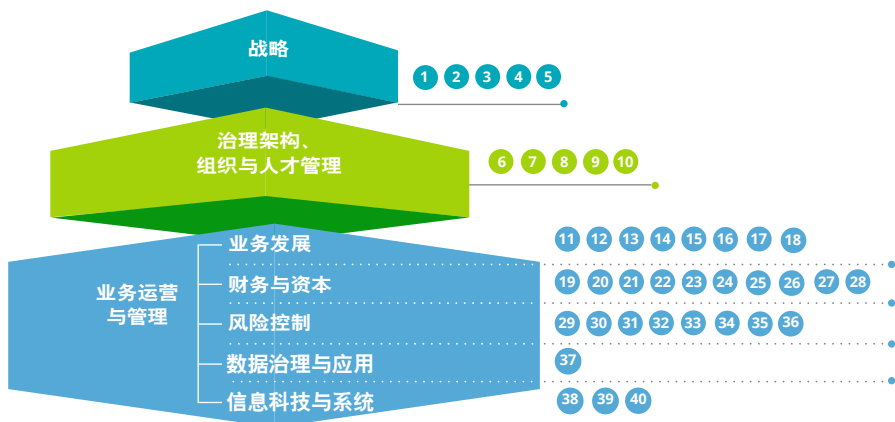 战略
1 2 3 4 5
治理架构、
组织与人才管理
6 7 8 9 10
业务运营
与管理
业务发展
11 12 13 14 15 16 17 18
财务与资本
19 20 21 22 23 24 25 26 27 28
风险控制
29 30 31 32 33 34 35 36
数据治理与应用
37
信息科技与系统
38 39 40